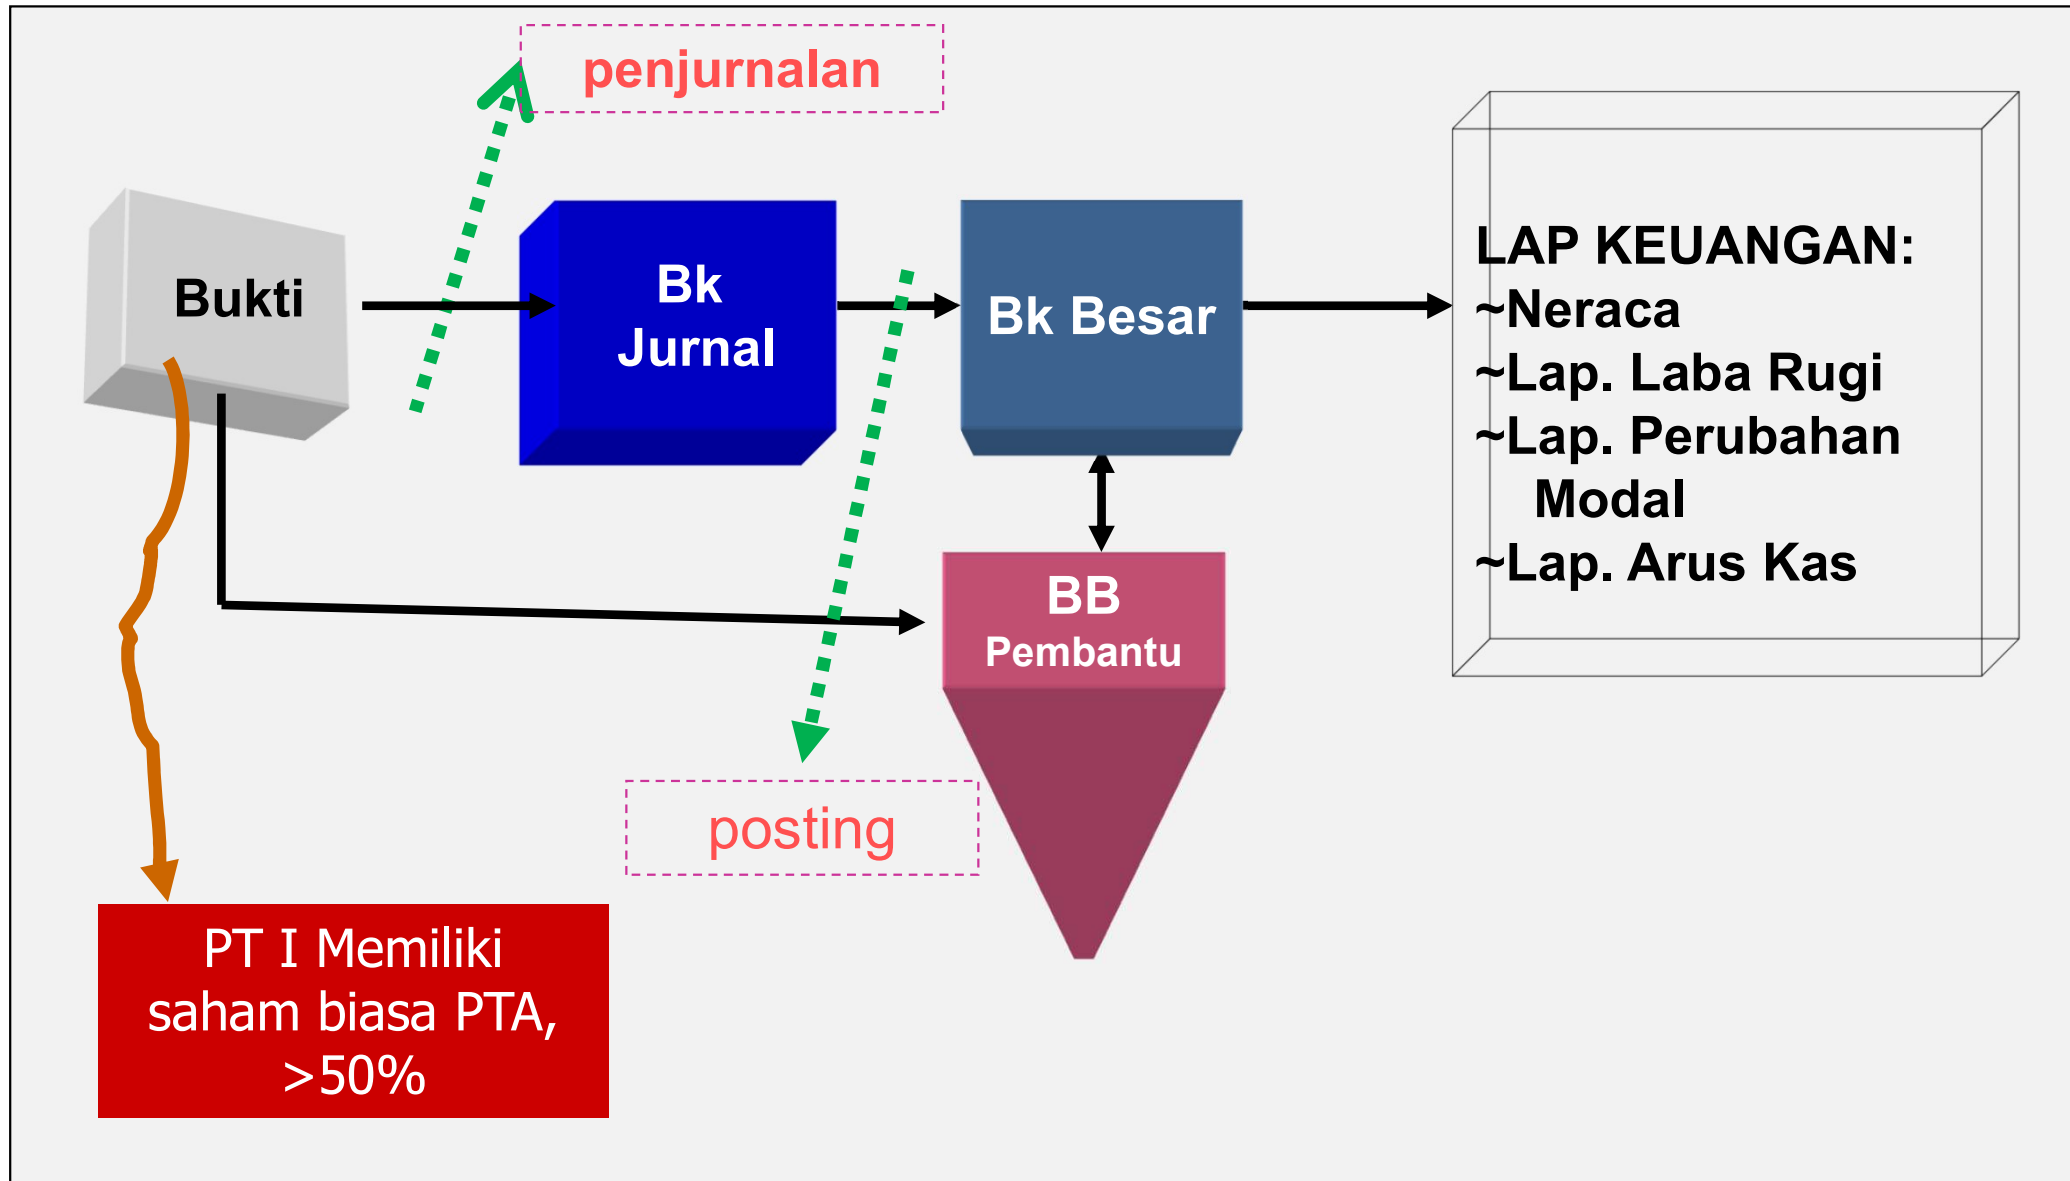 penjurnalan
Bukti
Bk
Jurnal
Bk Besar
LAP KEUANGAN:
~Neraca
~Lap. Laba Rugi
~Lap. Perubahan
Modal
~Lap. Arus Kas
BB
Pembantu
posting
PT I Memiliki
saham biasa PTA,
>50%